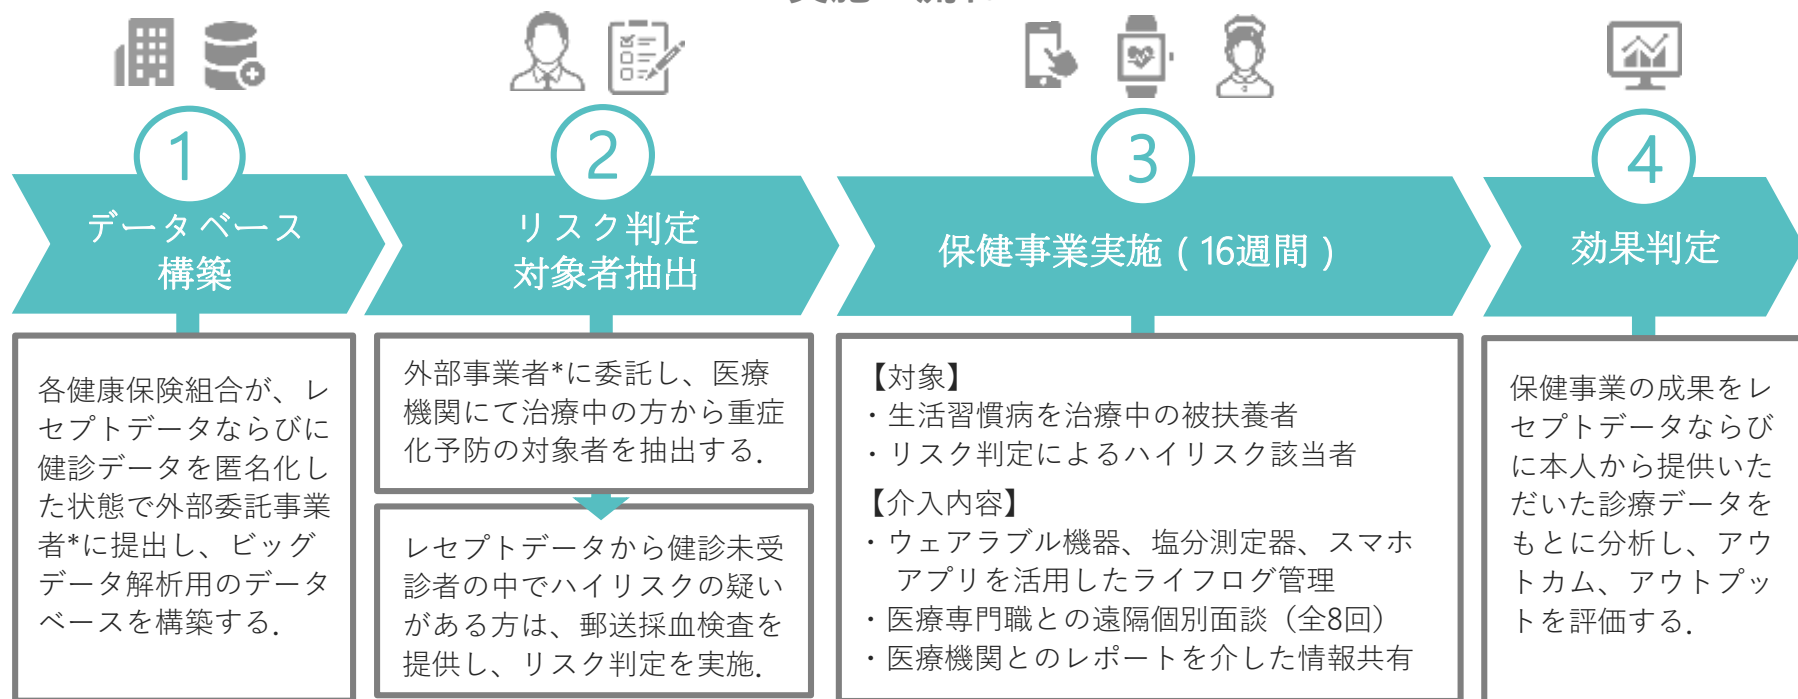 1
データベース
構築
各健康保険組合が、レ
セプトデータならびに
健診データを匿名化し
た状態で外部委託事業
者*に提出し、ビッグ
データ解析用のデータ
ベースを構築する.
2
リスク判定
対象者抽出
外部事業者*に委託し、医療
機関にて治療中の方から重症
化予防の対象者を抽出する.
レセプトデータから健診未受
診者の中でハイリスクの疑い
がある方は、郵送採血検査を
提供し、リスク判定を実施.
3
保健事業実施 ( 16週間 )
【対象】
・生活習慣病を治療中の被扶養者
・リスク判定によるハイリスク該当者
【介入内容】
・ウェアラブル機器、塩分測定器、スマホ
アプリを活用したライフログ管理
・医療専門職との遠隔個別面談（全8回）
・医療機関とのレポートを介した情報共有
4
効果判定
保健事業の成果をレ
セプトデータならび
に本人から提供いた
だいた診療データを
もとに分析し、アウ
トカム、アウトプッ
トを評価する.